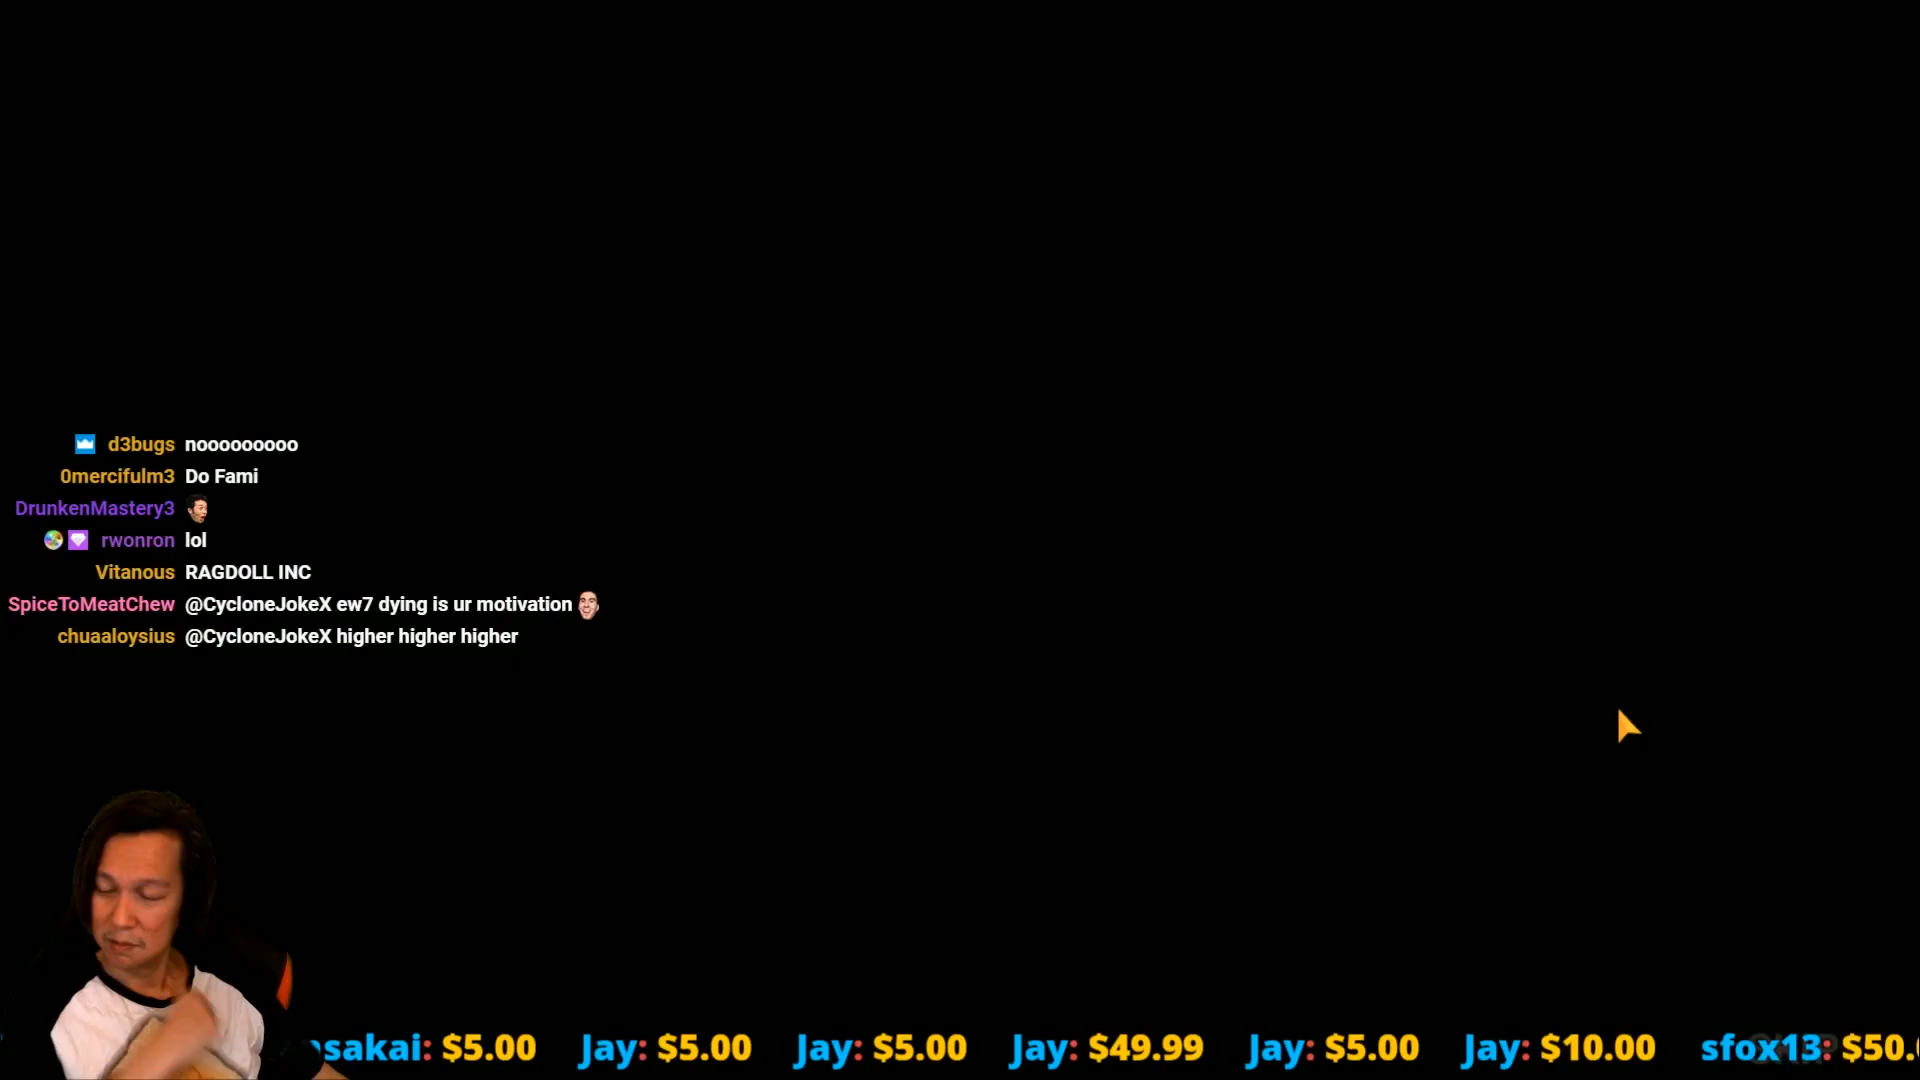 d3bugs nooooooooo
0mercifulm3 Do Fami
DrunkenMastery3
rwonron lol
Vitanous RAGDOLL INC
SpiceToMeatChew @CycloneJokeX ew7 dying is ur motivation
chuaaloysius @CycloneJokeX higher higher higher
sakai: $5.00 Jay: $5.00 Jay: $5.00 Jay: $49.99 Jay: $5.00 Jay: $10.00 sfox13: $50.